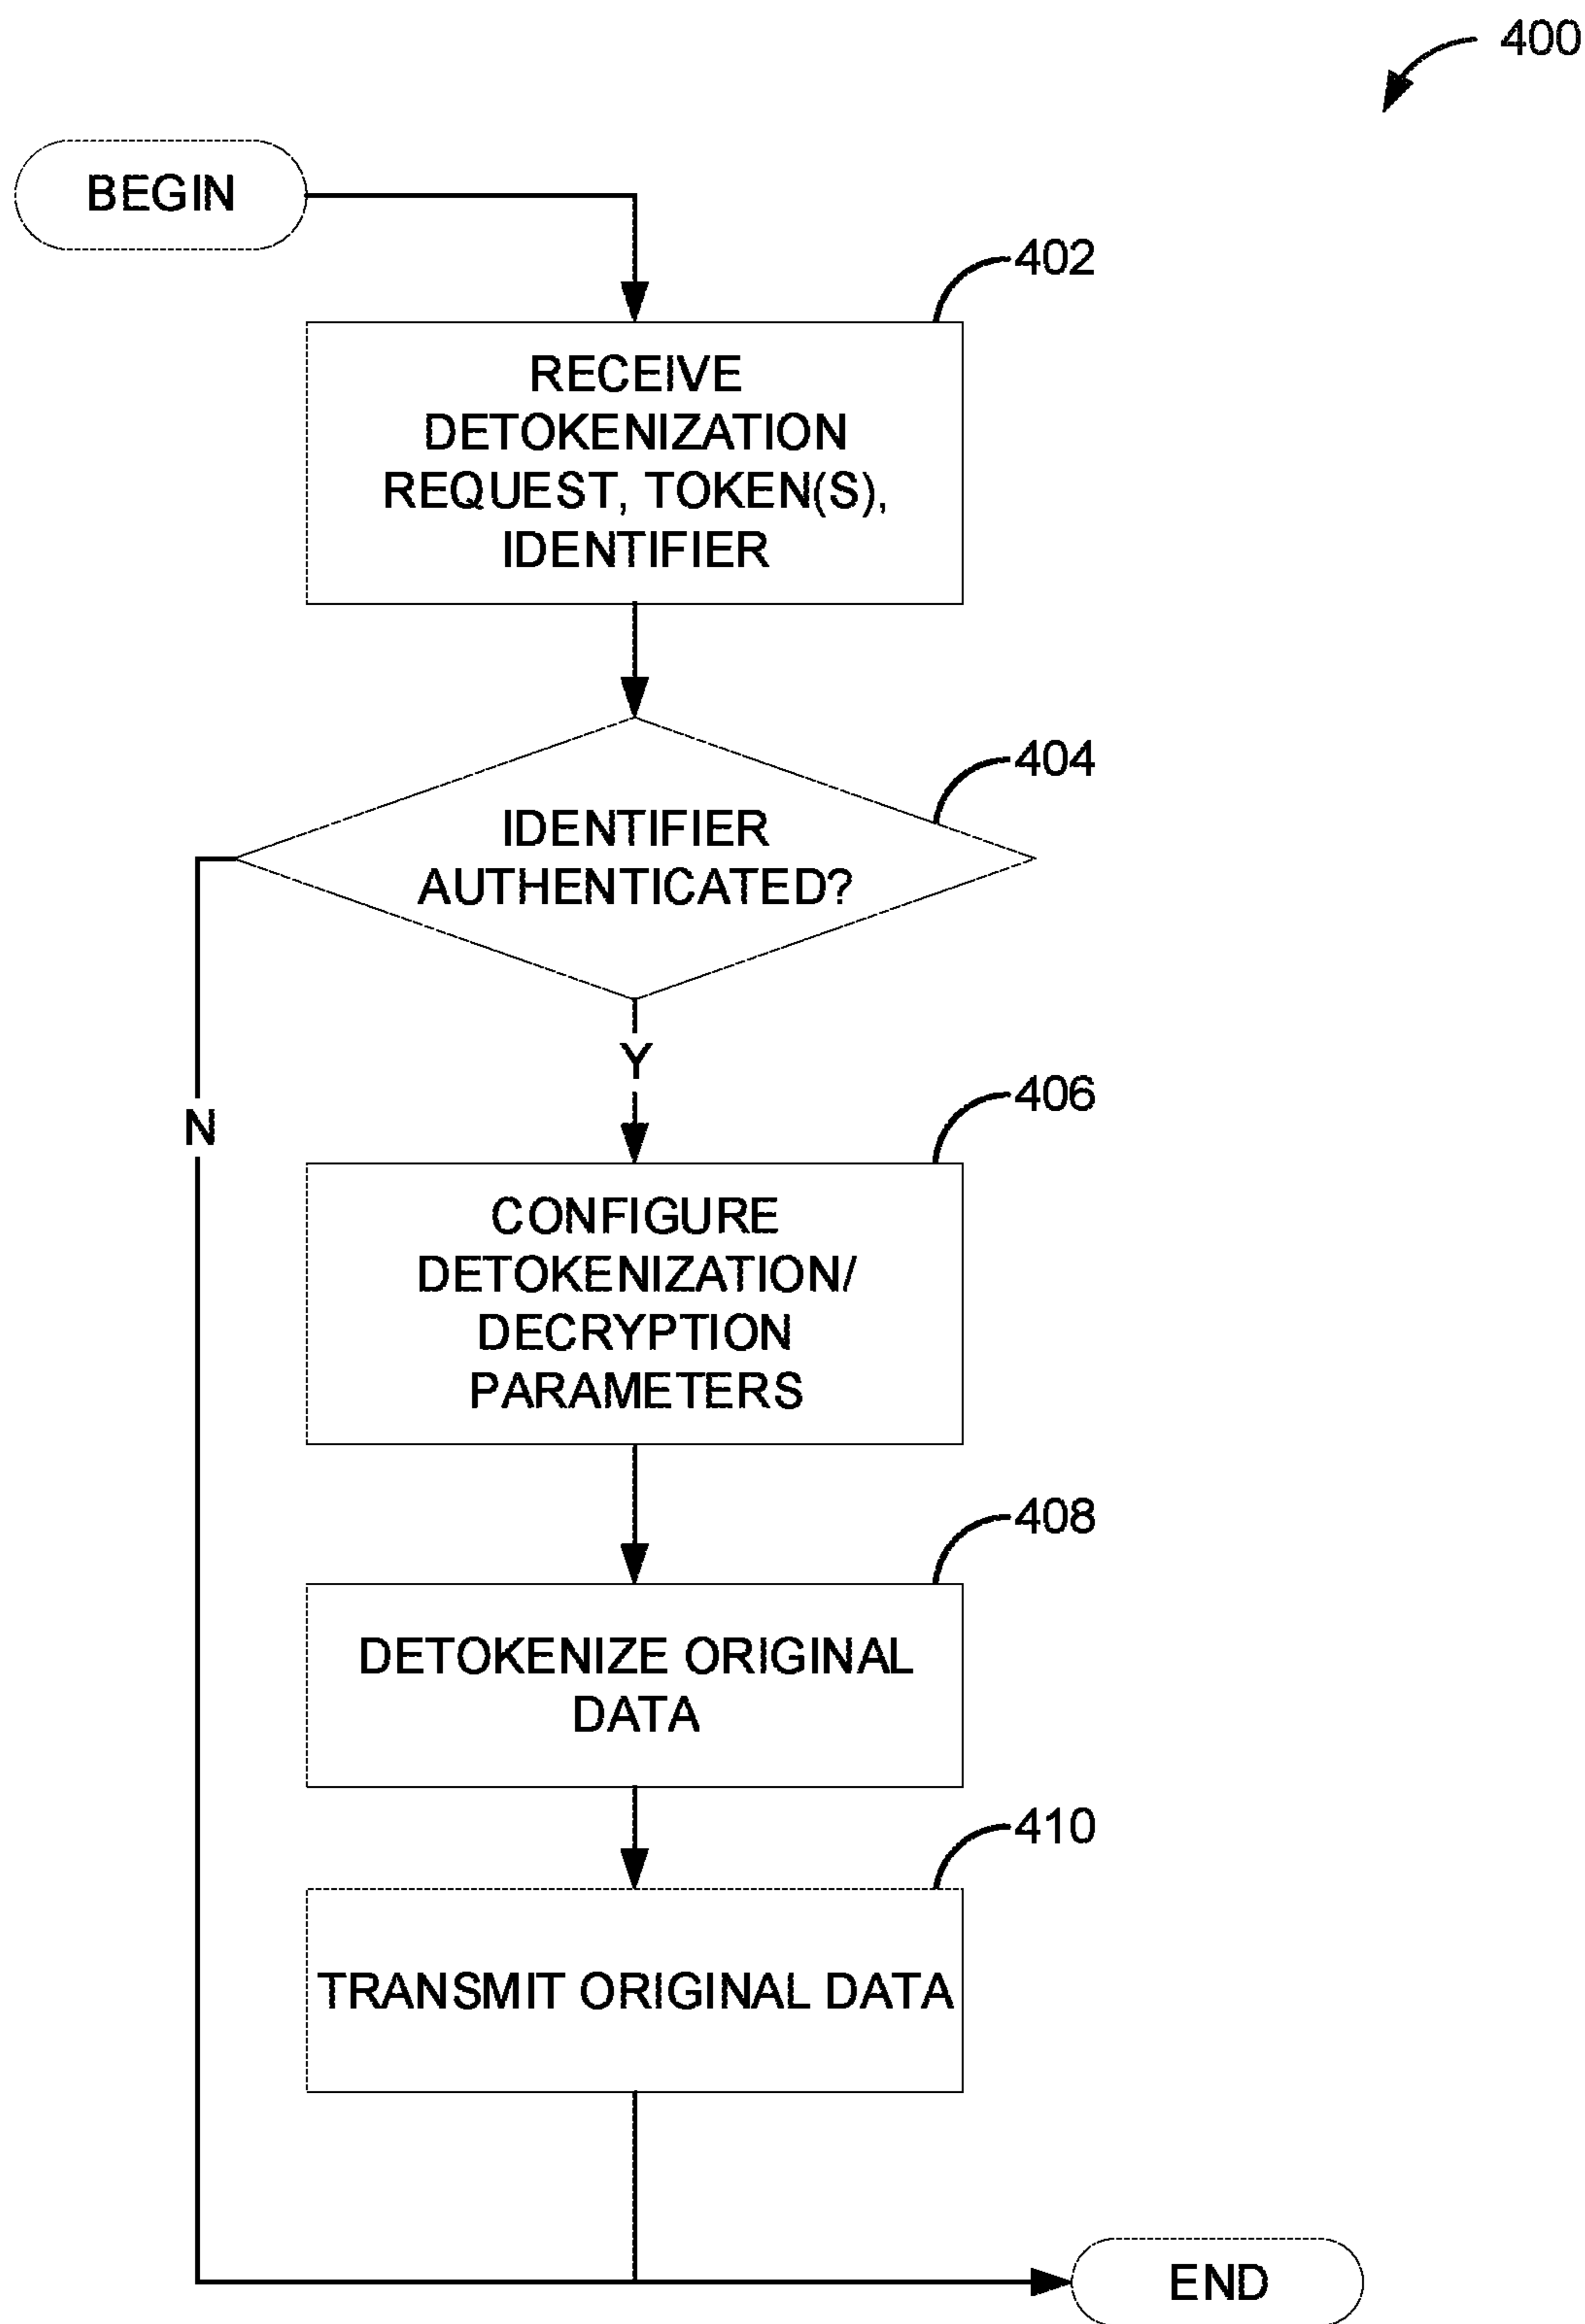 400
BEGIN
402
RECEIVE
DETOKENIZATION
REQUEST, TOKEN(S),
IDENTIFIER
404
IDENTIFIER
AUTHENTICATED?
Y
N
406
CONFIGURE
DETOKENIZATION/
DECRYPTION
PARAMETERS
408
DETOKENIZE ORIGINAL
DATA
410
TRANSMIT ORIGINAL DATA
END